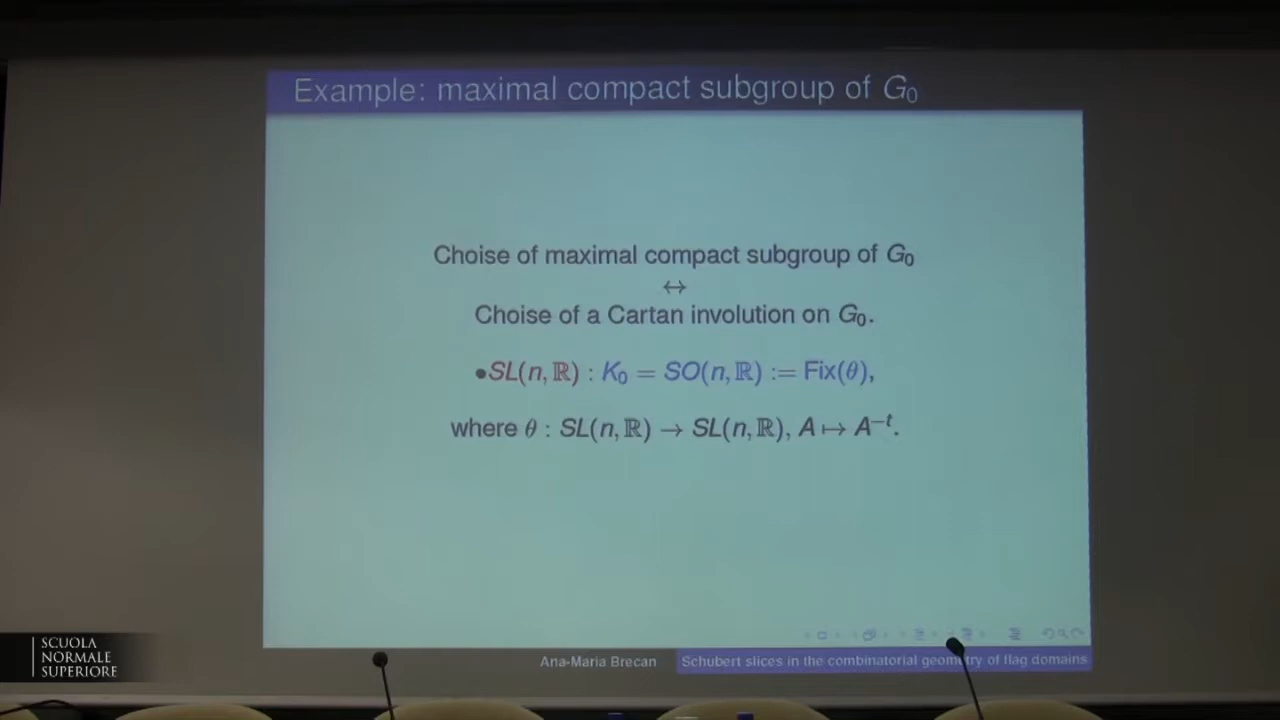 Example: maximal compact subgroup of G₀
Choise of maximal compact subgroup of G₀
↔
Choise of a Cartan involution on G₀.
•SL(n, ℝ) : K₀ = SO(n, ℝ) := Fix(θ),
where θ : SL(n, ℝ) → SL(n, ℝ), A ↦ A⁻ᵗ.
Ana-Maria Brecan Schubert slices in the combinatorial geometry of flag domains
SCUOLA
NORMALE
SUPERIORE